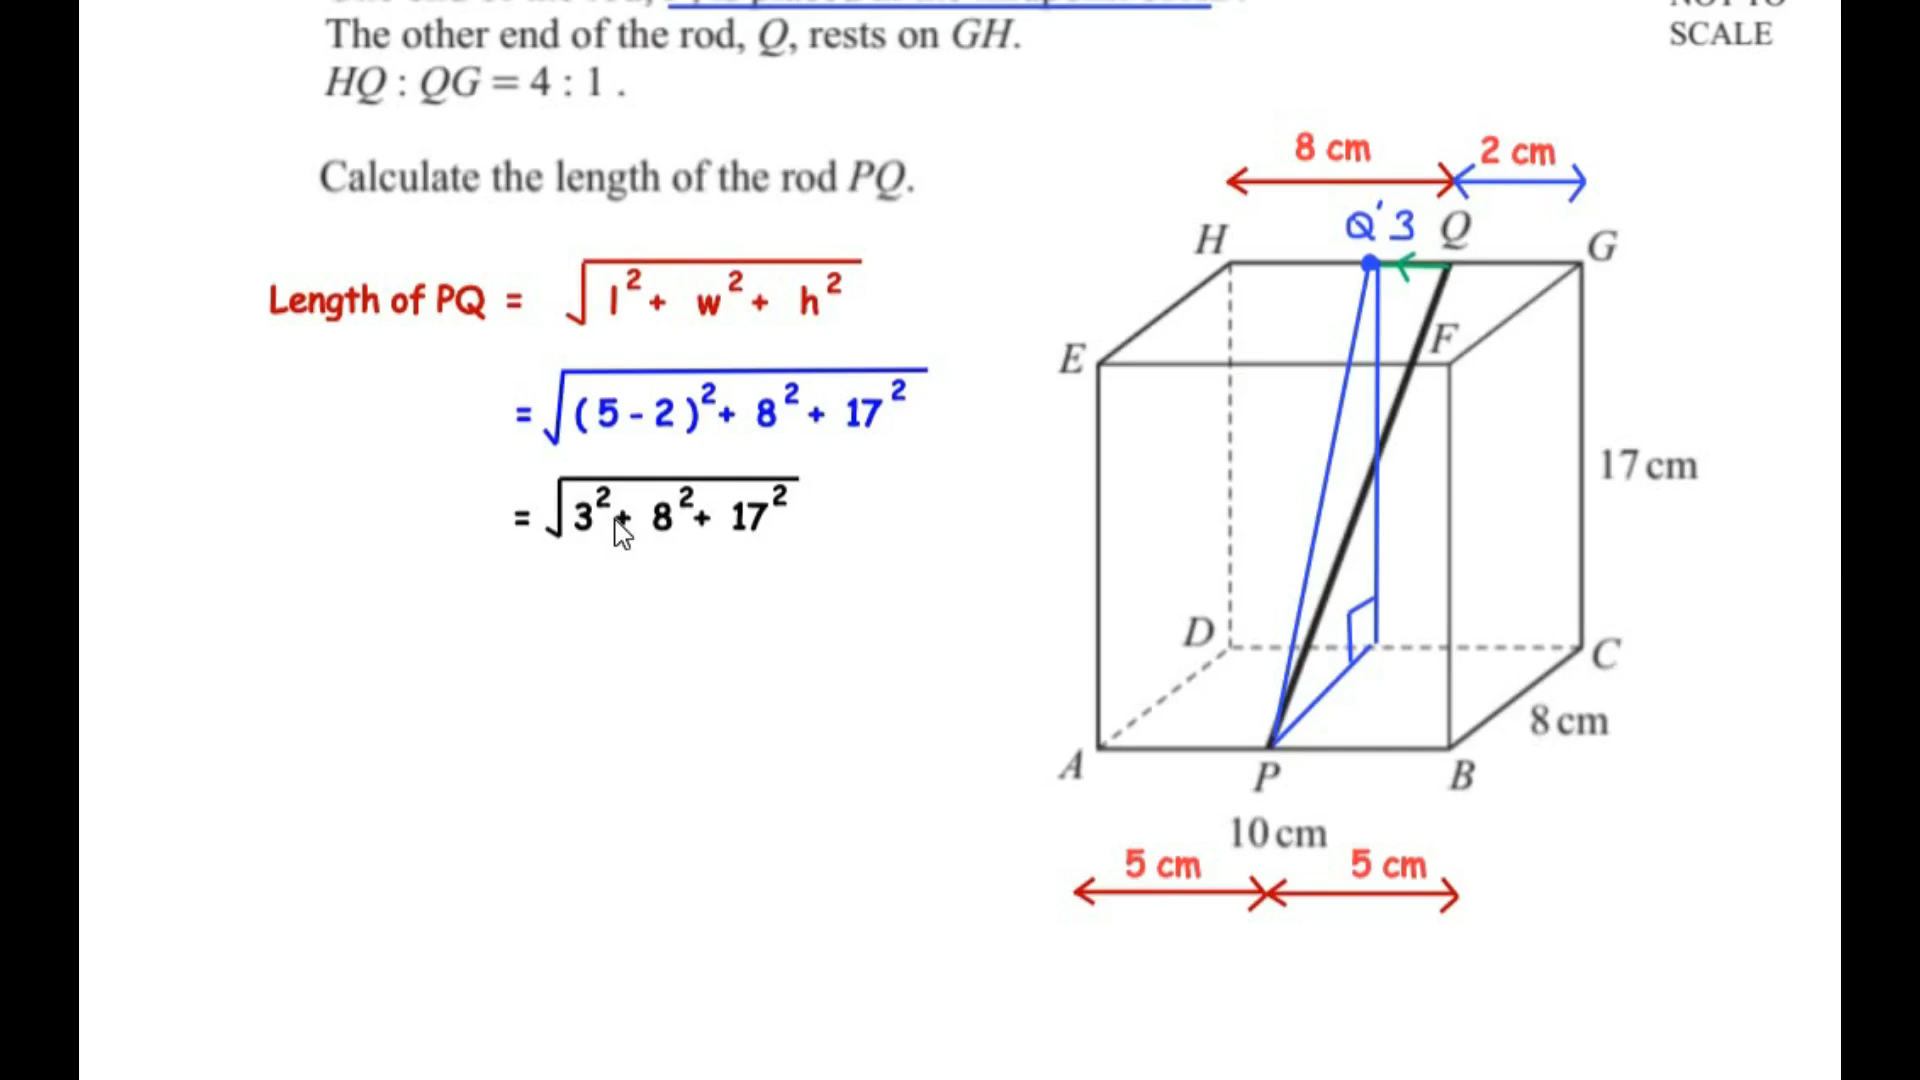 The other end of the rod, Q, rests on GH.
SCALE
HQ : QG = 4 : 1 .
Calculate the length of the rod PQ.
Length of PQ = √ l² + w² + h²
= √ ( 5 - 2 )² + 8² + 17²
= √ 3² + 8² + 17²
8 cm
2 cm
Q' 3 Q
H
G
E
F
17 cm
D
C
8 cm
A
P
B
10 cm
5 cm
5 cm